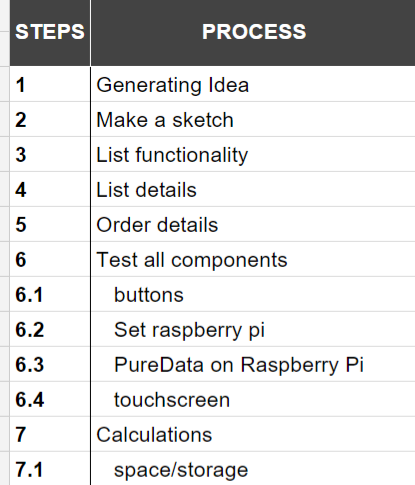 STEPS PROCESS
1 Generating Idea
2 Make a sketch
3 List functionality
4 List details
5 Order details
6 Test all components
6.1 buttons
6.2 Set raspberry pi
6.3 PureData on Raspberry Pi
6.4 touchscreen
7 Calculations
7.1 space/storage